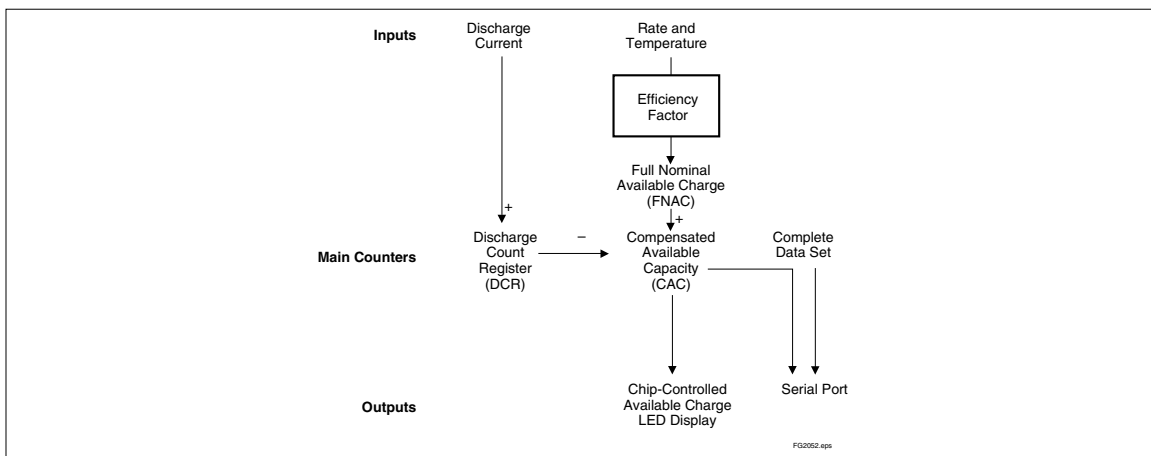 Inputs
Discharge
Current
Rate and
Temperature
Efficiency
Factor
Full Nominal
Available Charge
(FNAC)
+
+
Main Counters
Discharge
Count
Register
(DCR)
–
Compensated
Available
Capacity
(CAC)
Complete
Data Set
Outputs
Chip-Controlled
Available Charge
LED Display
Serial Port
FG2052.eps